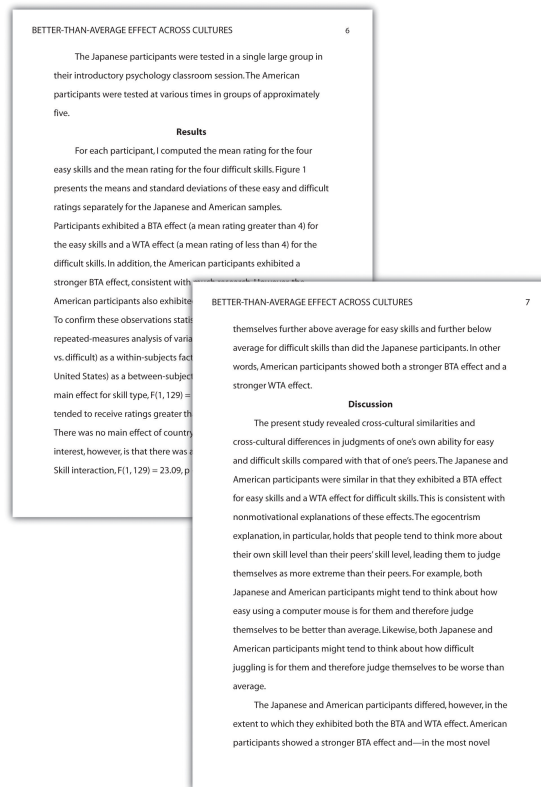 BETTER-THAN-AVERAGE EFFECT ACROSS CULTURES 6
The Japanese participants were tested in a single large group in
their introductory psychology classroom session. The American
participants were tested at various times in groups of approximately
five.
Results
For each participant, I computed the mean rating for the four
easy skills and the mean rating for the four difficult skills. Figure 1
presents the means and standard deviations of these easy and difficult
ratings separately for the Japanese and American samples.
Participants exhibited a BTA effect (a mean rating greater than 4) for
the easy skills and a WTA effect (a mean rating of less than 4) for the
difficult skills. In addition, the American participants exhibited a
stronger BTA effect, consistent with much research. However, the
American participants also exhibite
To confirm these observations statis
repeated-measures analysis of varia
vs. difficult) as a within-subjects fact
United States) as a between-subject
main effect for skill type, F(1, 129) =
tended to receive ratings greater th
There was no main effect of country
interest, however, is that there was a
Skill interaction, F(1, 129) = 23.09, p
BETTER-THAN-AVERAGE EFFECT ACROSS CULTURES 7
themselves further above average for easy skills and further below
average for difficult skills than did the Japanese participants. In other
words, American participants showed both a stronger BTA effect and a
stronger WTA effect.
Discussion
The present study revealed cross-cultural similarities and
cross-cultural differences in judgments of one's own ability for easy
and difficult skills compared with that of one's peers. The Japanese and
American participants were similar in that they exhibited a BTA effect
for easy skills and a WTA effect for difficult skills. This is consistent with
nonmotivational explanations of these effects. The egocentrism
explanation, in particular, holds that people tend to think more about
their own skill level than their peers' skill level, leading them to judge
themselves as more extreme than their peers. For example, both
Japanese and American participants might tend to think about how
easy using a computer mouse is for them and therefore judge
themselves to be better than average. Likewise, both Japanese and
American participants might tend to think about how difficult
juggling is for them and therefore judge themselves to be worse than
average.
The Japanese and American participants differed, however, in the
extent to which they exhibited both the BTA and WTA effect. American
participants showed a stronger BTA effect and—in the most novel